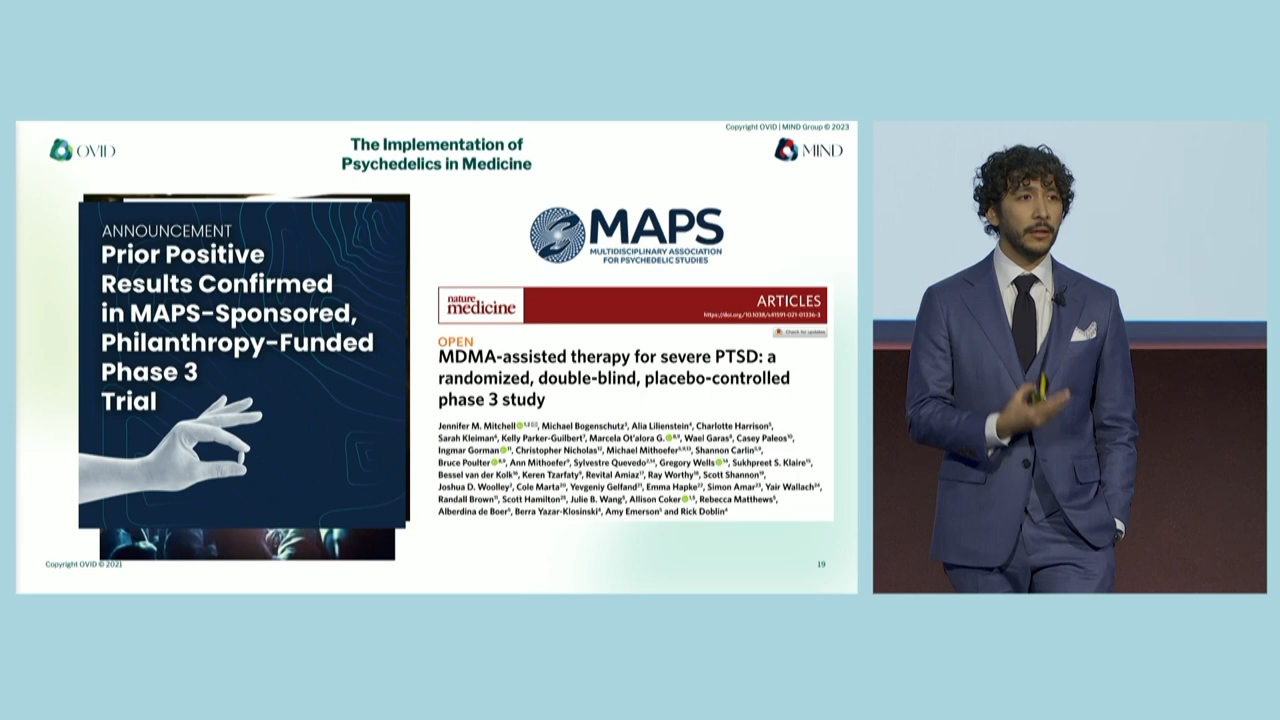 Copyright OVID | MIND Group © 2023
OVID
The Implementation of
Psychedelics in Medicine
MIND
ANNOUNCEMENT
Prior Positive
Results Confirmed
in MAPS-Sponsored,
Philanthropy-Funded
Phase 3
Trial
MAPS
MULTIDISCIPLINARY ASSOCIATION
FOR PSYCHEDELIC STUDIES
nature
medicine
ARTICLES
https://doi.org/10.1038/s41591-021-01336-3
Check for updates
OPEN
MDMA-assisted therapy for severe PTSD: a
randomized, double-blind, placebo-controlled
phase 3 study
Jennifer M. Mitchell, Michael Bogenschutz, Alia Lilienstein, Charlotte Harrison,
Sarah Kleiman, Kelly Parker-Guilbert, Marcela Ot'alora G., Wael Garas, Casey Paleos,
Ingmar Gorman, Christopher Nicholas, Michael Mithoefer, Shannon Carlin,
Bruce Poulter, Ann Mithoefer, Sylvestre Quevedo, Gregory Wells, Sukhpreet S. Klaire,
Bessel van der Kolk, Keren Tzarfaty, Revital Amiaz, Ray Worthy, Scott Shannon,
Joshua D. Woolley, Cole Marta, Yevgeniy Gelfand, Emma Hapke, Simon Amar, Yair Wallach,
Randall Brown, Scott Hamilton, Julie B. Wang, Allison Coker, Rebecca Matthews,
Alberdina de Boer, Berra Yazar-Klosinski, Amy Emerson and Rick Doblin
Copyright OVID © 2021
19